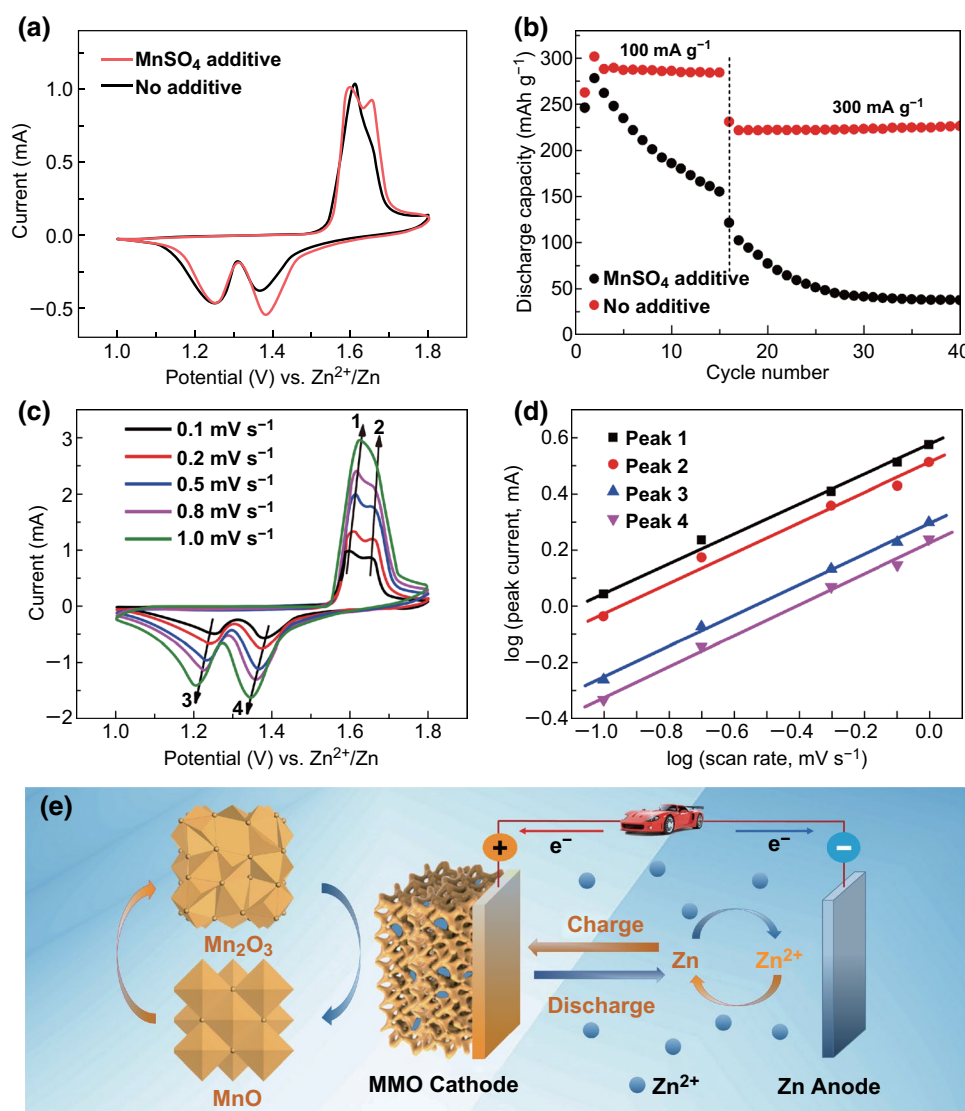 (a)
MnSO₄ additive
No additive
1.0
0.5
0.0
−0.5
Current (mA)
1.0 1.2 1.4 1.6 1.8
Potential (V) vs. Zn²⁺/Zn
(b)
100 mA g⁻¹
300 mA g⁻¹
300
250
200
150
100
50
0
Discharge capacity (mAh g⁻¹)
MnSO₄ additive
No additive
0 10 20 30 40
Cycle number
(c)
0.1 mV s⁻¹
0.2 mV s⁻¹
0.5 mV s⁻¹
0.8 mV s⁻¹
1.0 mV s⁻¹
1
2
3
4
3
2
1
0
−1
−2
Current (mA)
1.0 1.2 1.4 1.6 1.8
Potential (V) vs. Zn²⁺/Zn
(d)
Peak 1
Peak 2
Peak 3
Peak 4
0.6
0.4
0.2
0.0
−0.2
−0.4
log (peak current, mA)
−1.0 −0.8 −0.6 −0.4 −0.2 0.0
log (scan rate, mV s⁻¹)
(e)
Mn₂O₃
MnO
+
e⁻
e⁻
−
Charge
Discharge
Zn
Zn²⁺
MMO Cathode
Zn²⁺
Zn Anode